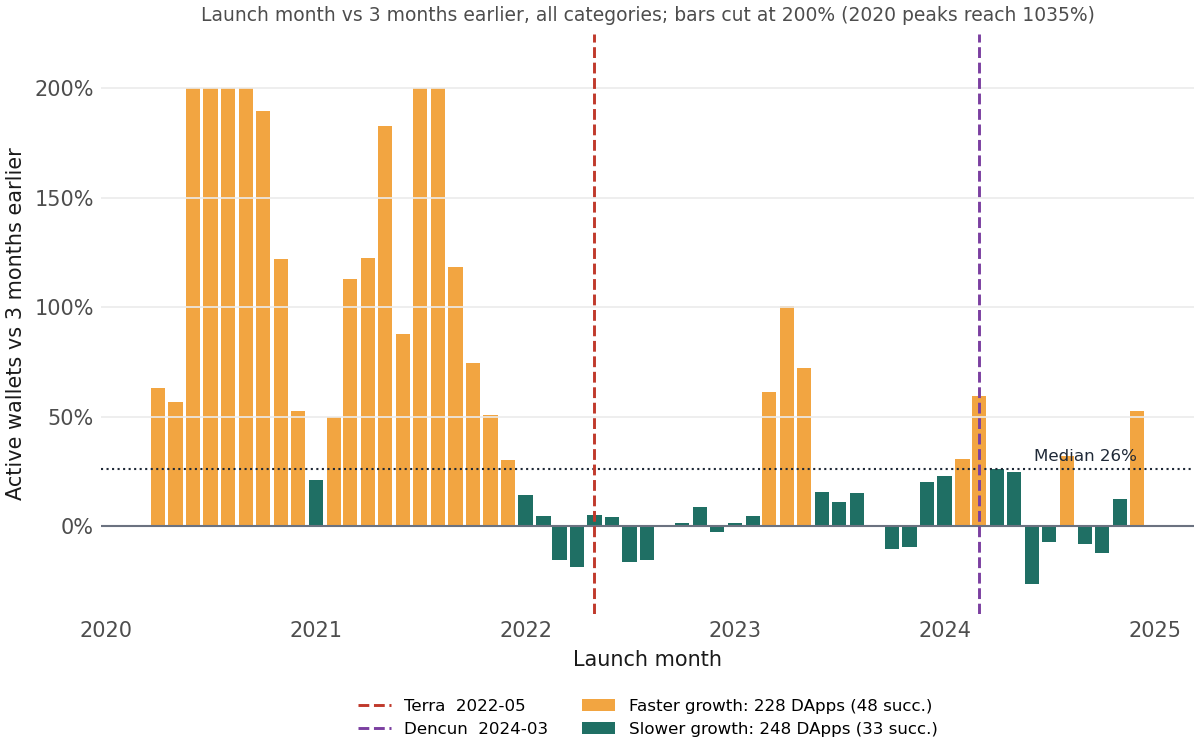 Launch month vs 3 months earlier, all categories; bars cut at 200% (2020 peaks reach 1035%)
Active wallets vs 3 months earlier
200%
150%
100%
50%
0%
Median 26%
2020 2021 2022 2023 2024 2025
Launch month
Terra 2022-05
Dencun 2024-03
Faster growth: 228 DApps (48 succ.)
Slower growth: 248 DApps (33 succ.)